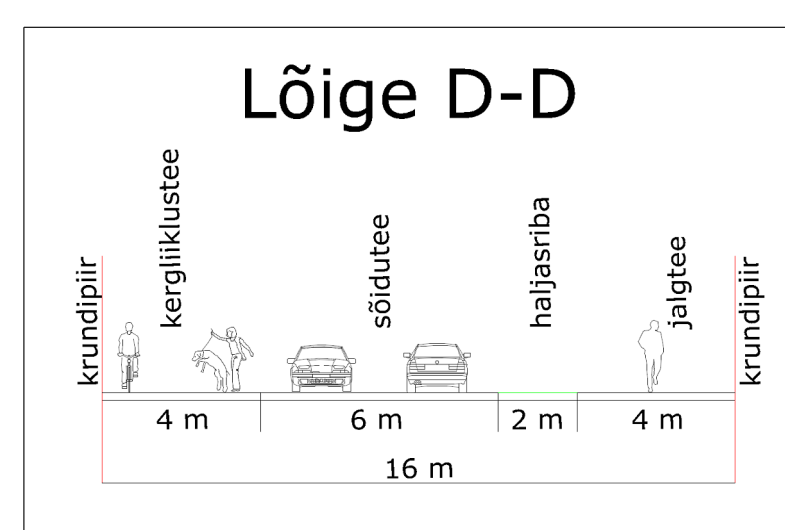 Lõige D-D
krundipiir
kergliiklustee
sõidutee
haljasriba
jalgtee
krundipiir
4 m
6 m
2 m
4 m
16 m